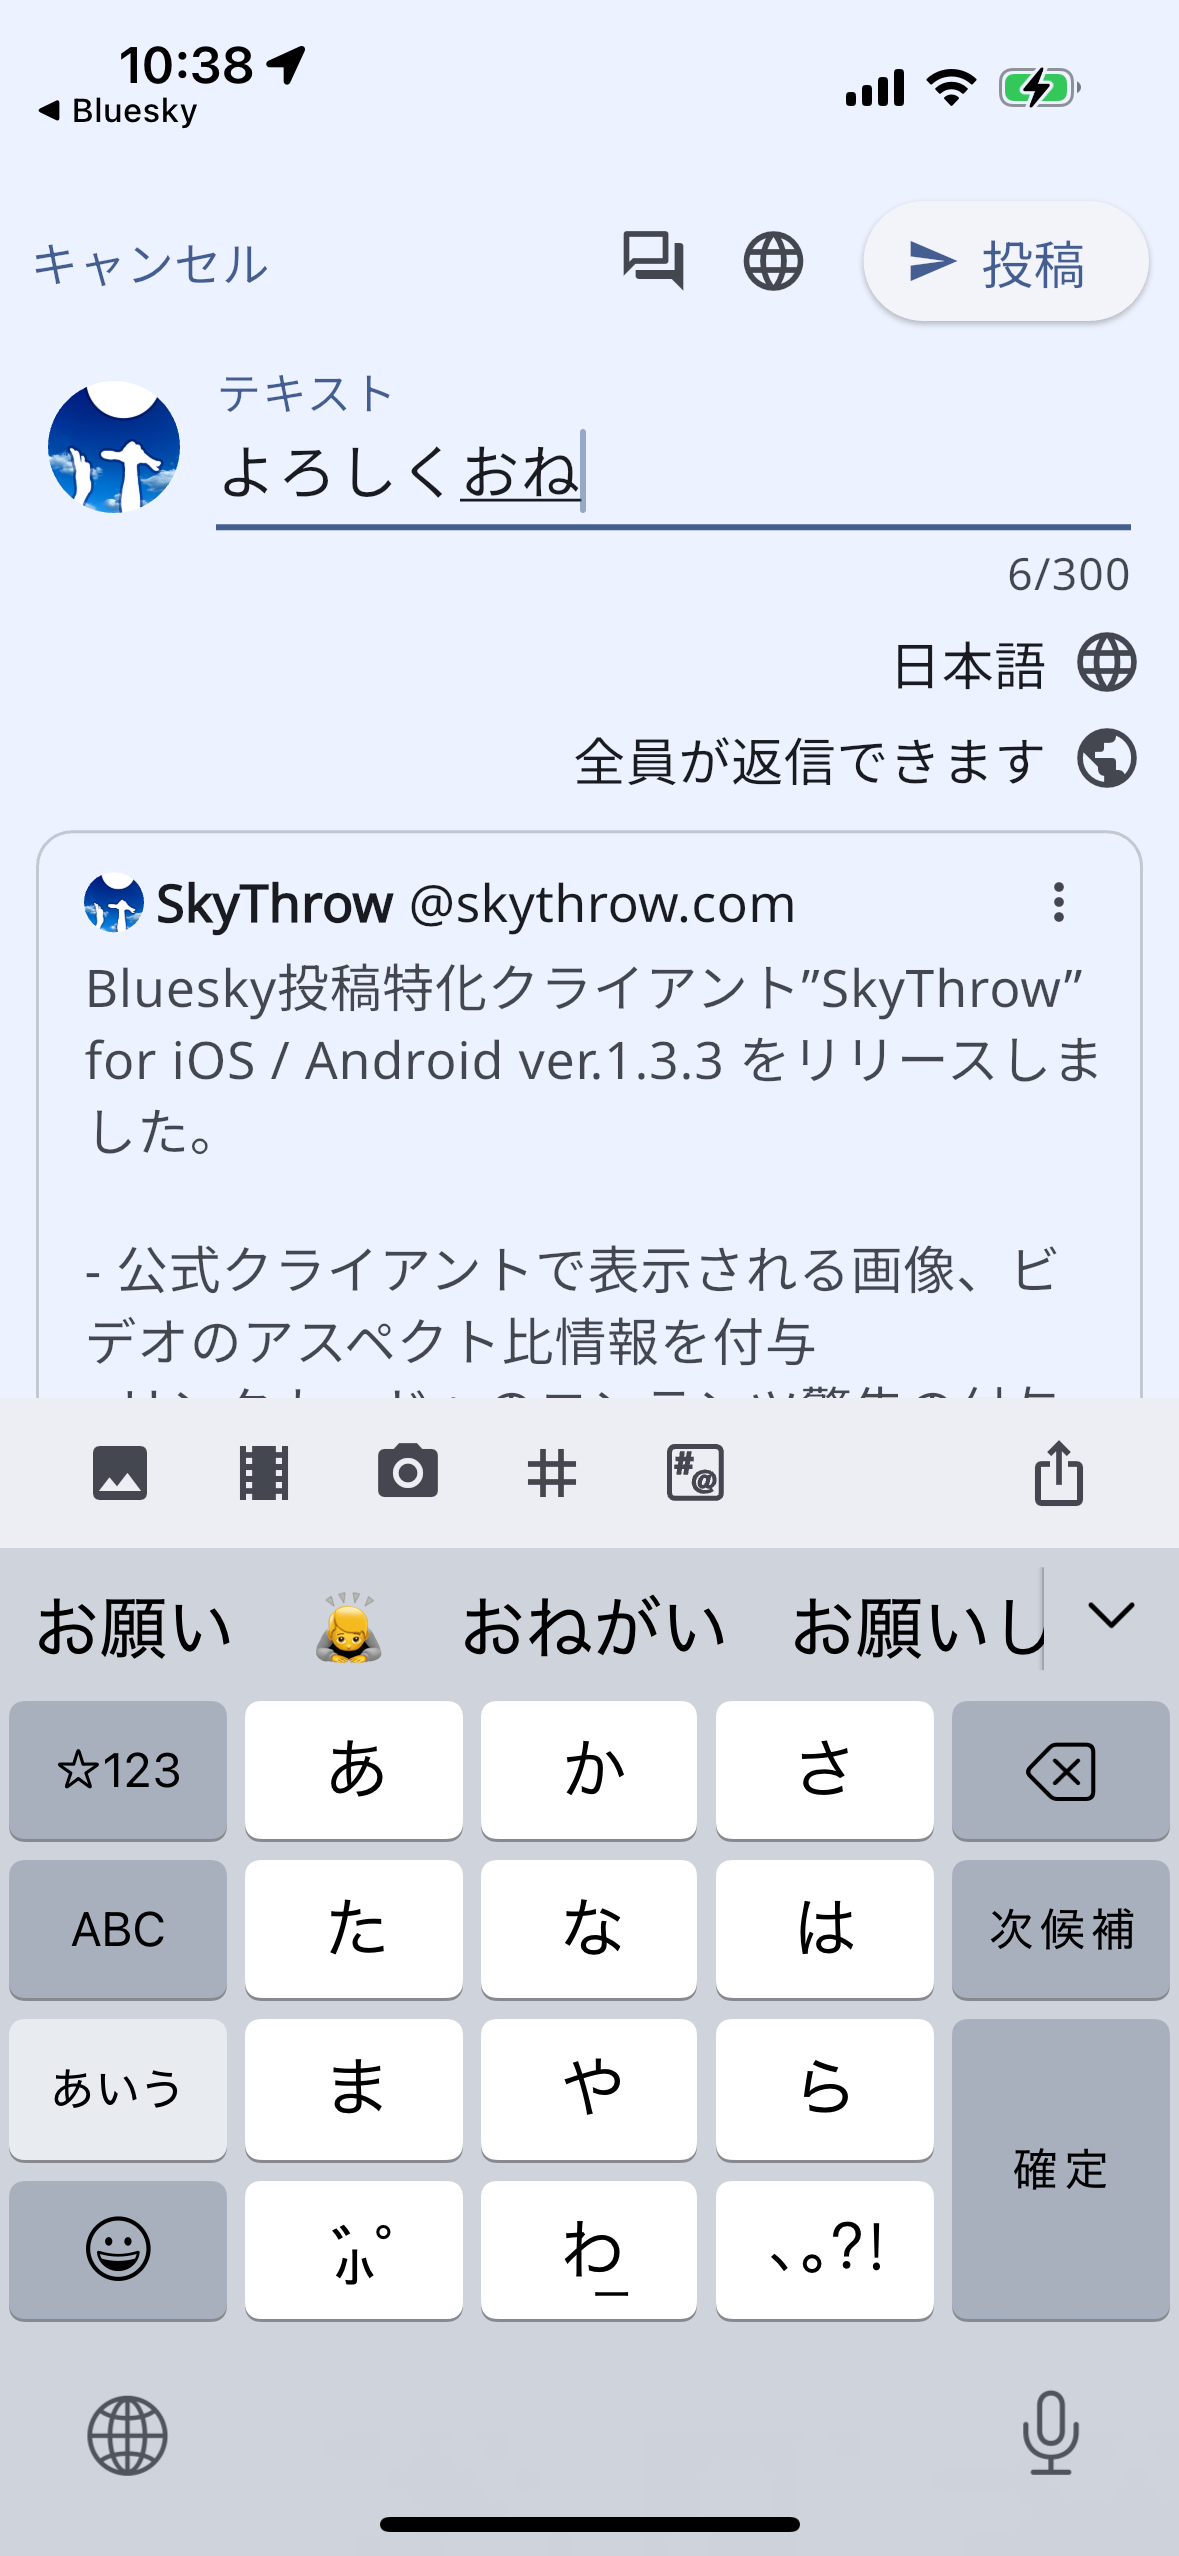 10:38
Bluesky
キャンセル
投稿
テキスト
よろしくおね
6/300
日本語
全員が返信できます
SkyThrow @skythrow.com
Bluesky投稿特化クライアント”SkyThrow”
for iOS / Android ver.1.3.3 をリリースしま
した。
- 公式クライアントで表示される画像、ビ
デオのアスペクト比情報を付与
お願い 🙇 おねがい お願いし
☆123 あ か さ
ABC た な は 次候補
あいう ま や ら 確定
小゛゜ わー 、。?!